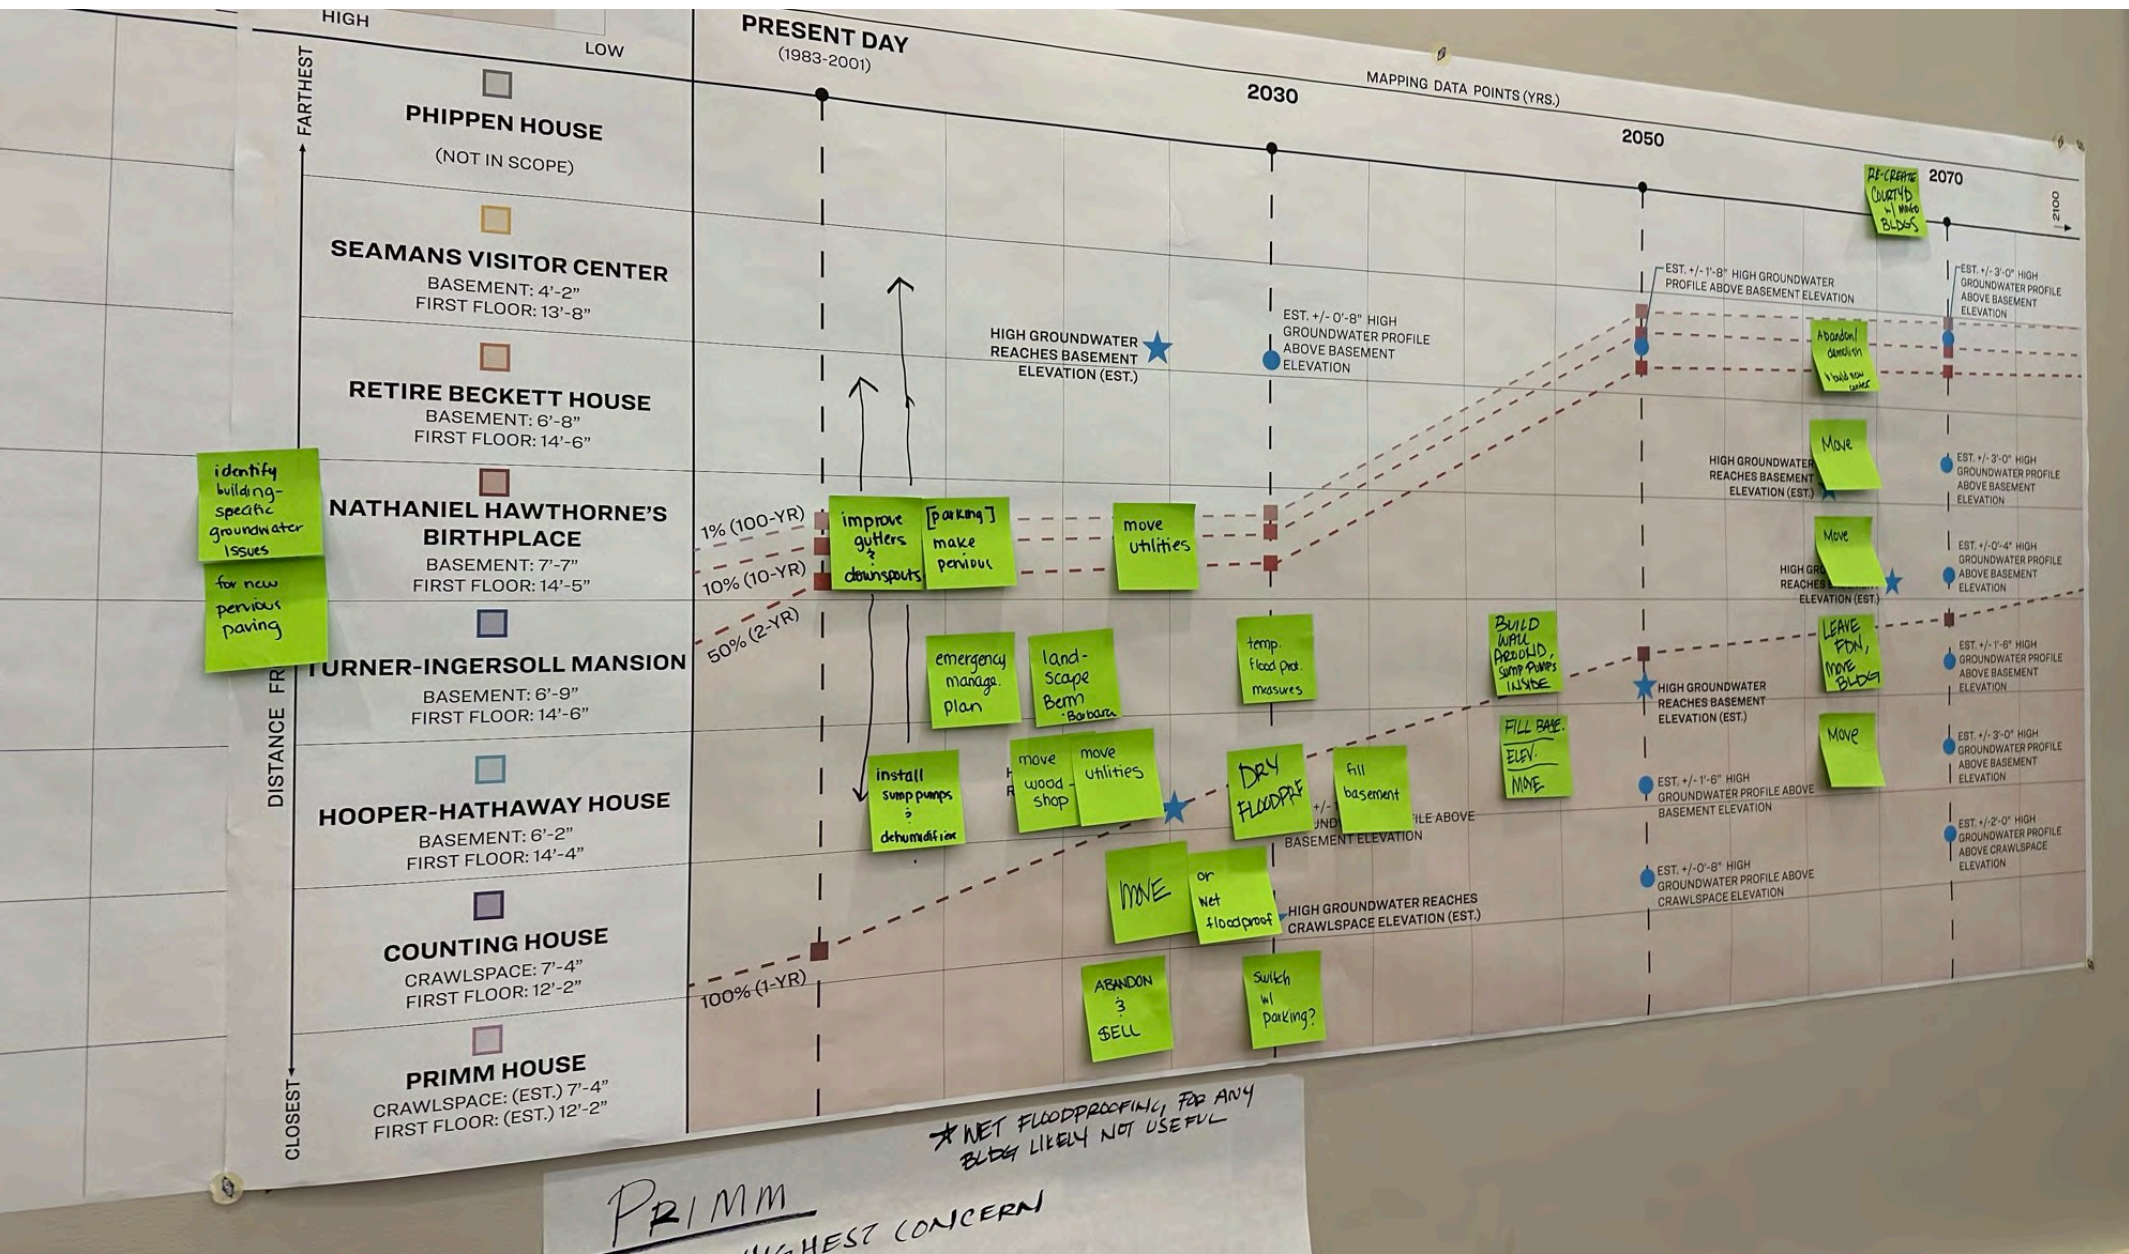 HIGH
LOW
FARTHEST
DISTANCE FR
CLOSEST
PHIPPEN HOUSE
(NOT IN SCOPE)
SEAMANS VISITOR CENTER
BASEMENT: 4'-2"
FIRST FLOOR: 13'-8"
RETIRE BECKETT HOUSE
BASEMENT: 6'-8"
FIRST FLOOR: 14'-6"
NATHANIEL HAWTHORNE'S
BIRTHPLACE
BASEMENT: 7'-7"
FIRST FLOOR: 14'-5"
TURNER-INGERSOLL MANSION
BASEMENT: 6'-9"
FIRST FLOOR: 14'-6"
HOOPER-HATHAWAY HOUSE
BASEMENT: 6'-2"
FIRST FLOOR: 14'-4"
COUNTING HOUSE
CRAWLSPACE: 7'-4"
FIRST FLOOR: 12'-2"
PRIMM HOUSE
CRAWLSPACE: (EST.) 7'-4"
FIRST FLOOR: (EST.) 12'-2"
identify
building-
specific
groundwater
Issues
for new
pervious
paving
PRESENT DAY
(1983-2001)
2030
MAPPING DATA POINTS (YRS.)
2050
2070
2100
RE-CREATE
COURTYD
w/
BLDGS
HIGH GROUNDWATER
REACHES BASEMENT
ELEVATION (EST.)
EST. +/- 0'-8" HIGH
GROUNDWATER PROFILE
ABOVE BASEMENT
ELEVATION
EST. +/- 1'-8" HIGH GROUNDWATER
PROFILE ABOVE BASEMENT ELEVATION
EST. +/- 3'-0" HIGH
GROUNDWATER PROFILE
ABOVE BASEMENT
ELEVATION
Abandon/
demolish
build new
center
1% (100-YR)
10% (10-YR)
50% (2-YR)
100% (1-YR)
improve
gutters
&
downspouts
[parking]
make
pervious
move
utilities
HIGH GROUNDWATER
REACHES BASEMENT
ELEVATION (EST.)
Move
EST. +/- 3'-0" HIGH
GROUNDWATER PROFILE
ABOVE BASEMENT
ELEVATION
Move
HIGH GR
REACHES
ELEVATION (EST.)
EST. +/-0'-4" HIGH
GROUNDWATER PROFILE
ABOVE BASEMENT
ELEVATION
emergency
manage.
plan
land-
scape
Berm
-Barbara
temp.
flood prot.
measures
BUILD
WALL
AROUND,
SUMP PUMPS
INSIDE
HIGH GROUNDWATER
REACHES BASEMENT
ELEVATION (EST.)
LEAVE
FDN,
MOVE
BLDG
EST. +/- 1'-6" HIGH
GROUNDWATER PROFILE
ABOVE BASEMENT
ELEVATION
install
sump pumps
&
dehumidifier
move
wood-
shop
move
utilities
DRY
FLOODPRF
fill
basement
+/-
UND
ILE ABOVE
BASEMENT ELEVATION
FILL BASE.
ELEV.
MOVE
EST. +/- 1'-6" HIGH
GROUNDWATER PROFILE ABOVE
BASEMENT ELEVATION
Move
EST. +/- 3'-0" HIGH
GROUNDWATER PROFILE
ABOVE BASEMENT
ELEVATION
MOVE
or
wet
floodproof
HIGH GROUNDWATER REACHES
CRAWLSPACE ELEVATION (EST.)
EST. +/-0'-8" HIGH
GROUNDWATER PROFILE ABOVE
CRAWLSPACE ELEVATION
EST. +/-2'-0" HIGH
GROUNDWATER PROFILE
ABOVE CRAWLSPACE
ELEVATION
ABANDON
&
SELL
switch
w/
parking?
* WET FLOODPROOFING, FOR ANY
BLDG LIKELY NOT USEFUL
PRIMM
HIGHEST CONCERN